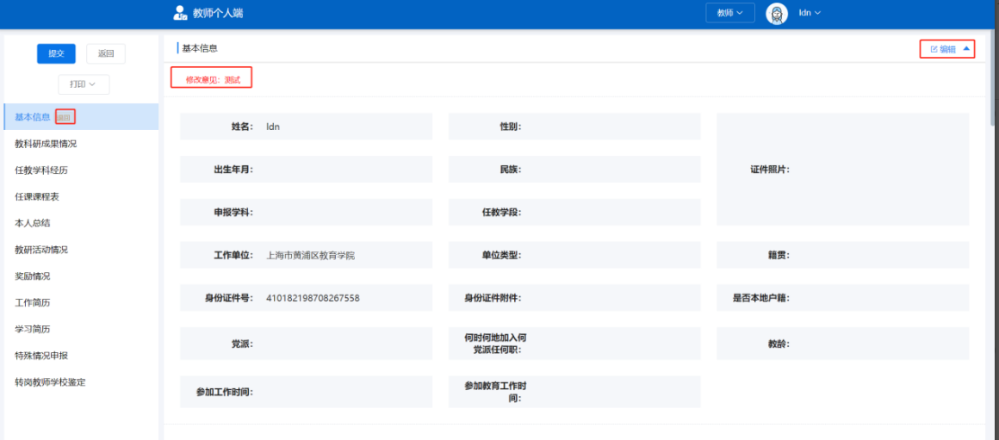 教师个人端
教师
ldn
提交
返回
打印
基本信息
退回
教科研成果情况
任教学科经历
任课课程表
本人总结
教研活动情况
奖励情况
工作简历
学习简历
特殊情况申报
转岗教师学校鉴定
基本信息
编辑
修改意见：测试
姓名： ldn
性别：
证件照片：
出生年月：
民族：
申报学科：
任教学段：
工作单位： 上海市黄浦区教育学院
单位类型：
籍贯：
身份证件号： 410182198708267558
身份证件附件：
是否本地户籍：
党派：
何时何地加入何
党派任何职：
教龄：
参加工作时间：
参加教育工作时
间：